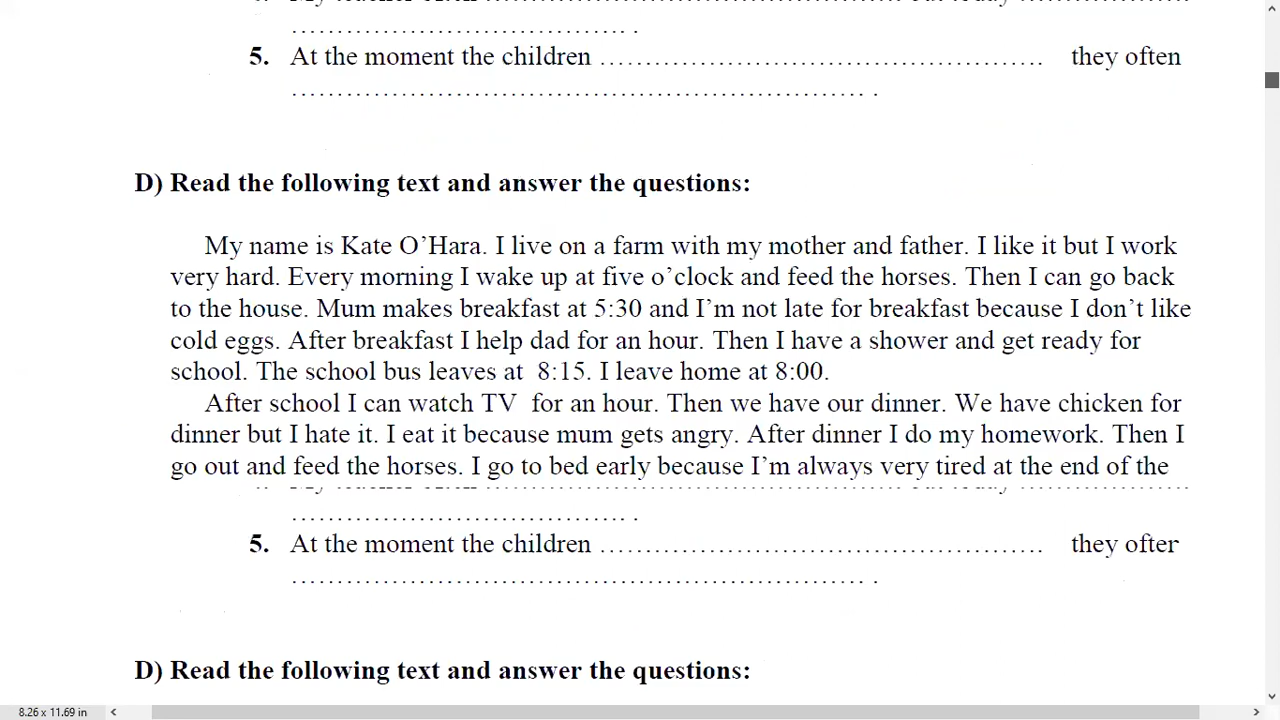 5. At the moment the children ................................................ they often
.............................................................. .
D) Read the following text and answer the questions:
My name is Kate O’Hara. I live on a farm with my mother and father. I like it but I work
very hard. Every morning I wake up at five o’clock and feed the horses. Then I can go back
to the house. Mum makes breakfast at 5:30 and I’m not late for breakfast because I don’t like
cold eggs. After breakfast I help dad for an hour. Then I have a shower and get ready for
school. The school bus leaves at 8:15. I leave home at 8:00.
After school I can watch TV for an hour. Then we have our dinner. We have chicken for
dinner but I hate it. I eat it because mum gets angry. After dinner I do my homework. Then I
go out and feed the horses. I go to bed early because I’m always very tired at the end of the
.................................... .
5. At the moment the children ................................................ they ofter
.............................................................. .
D) Read the following text and answer the questions:
8.26 x 11.69 in